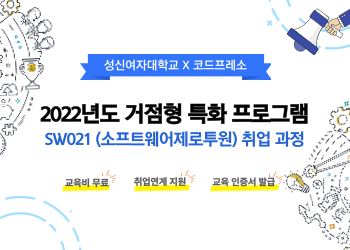 성신여자대학교 X 코드프레소
2022년도 거점형 특화 프로그램
SW021 (소프트웨어제로투원) 취업 과정
교육비 무료 취업연계 지원 교육 인증서 발급